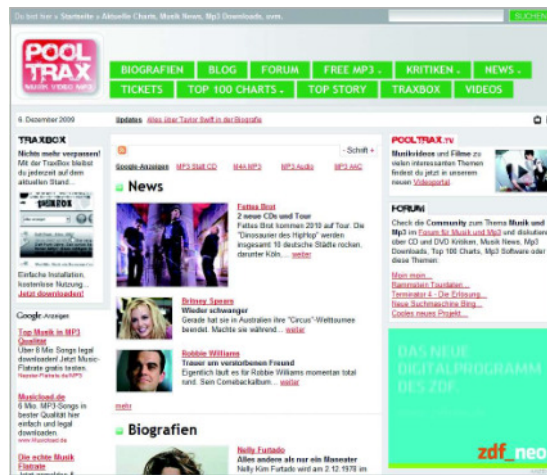 Du bist hier » Startseite » Aktuelle Charts, Musik News, Mp3 Downloads, uvm.
SUCHEN
POOL
TRAX
MUSIK VIDEO MP3
BIOGRAFIEN
BLOG
FORUM
FREE MP3
KRITIKEN
NEWS
TICKETS
TOP 100 CHARTS
TOP STORY
TRAXBOX
VIDEOS
6. Dezember 2009
Updates Alles über Taylor Swift in der Biografie
TRAXBOX
Nichts mehr verpassen!
Mit der TraxBox bleibst
du jederzeit auf dem
aktuellen Stand...
TRAXBOX
Einfache Installation,
kostenlose Nutzung...
Jetzt downloaden!
Google-Anzeigen
Top Musik in MP3
Qualität
Über 8 Mio Songs legal
downloaden! Jetzt Music-
Flatrate gratis testen.
Napster-Flatrate.de/MP3
Musicload.de
6 Mio. MP3-Songs in
bester Qualität hier
einfach und legal
downloaden.
www.Musicload.de
Die echte Musik
Flatrate
- Schrift +
Google-Anzeigen MP3 Statt CD M4A MP3 MP3 Audio MP3 AAC
News
Fettes Brot
2 neue CDs und Tour
Fettes Brot kommen 2010 auf Tour. Die
"Dinosaurier des HipHop" werden
insgesamt 10 deutsche Städte rocken,
darunter Köln,... weiter
Britney Spears
Wieder schwanger
Gerade hat sie in Australien ihre "Circus"-Welttournee
beendet. Machte sie während... weiter
Robbie Williams
Trauer um verstorbenen Freund
Eigentlich läuft es für Robbie Williams momentan total
rund. Sein Comebackalbum... weiter
mehr
Biografien
Nelly Furtado
Alles andere als nur ein Maneater
Nelly Kim Furtado wird am 2.12.1978 im
POOLTRAX.TV
Musikvideos und Filme zu
vielen interessanten Themen
findest du jetzt in unserem
neuen Videoportal.
FORUM
Check die Community zum Thema Musik und
Mp3 im Forum für Musik und Mp3 und diskutiere
über CD und DVD Kritiken, Musik News, Mp3
Downloads, Top 100 Charts, Mp3 Software oder
diese Themen:
Moin moin...
Rammstein Tourdaten...
Terminator 4 - Die Erlösung...
Neue Suchmaschine Bing...
Cooles neues Projekt...
DAS NEUE
DIGITALPROGRAMM
DES ZDF
zdf_neo